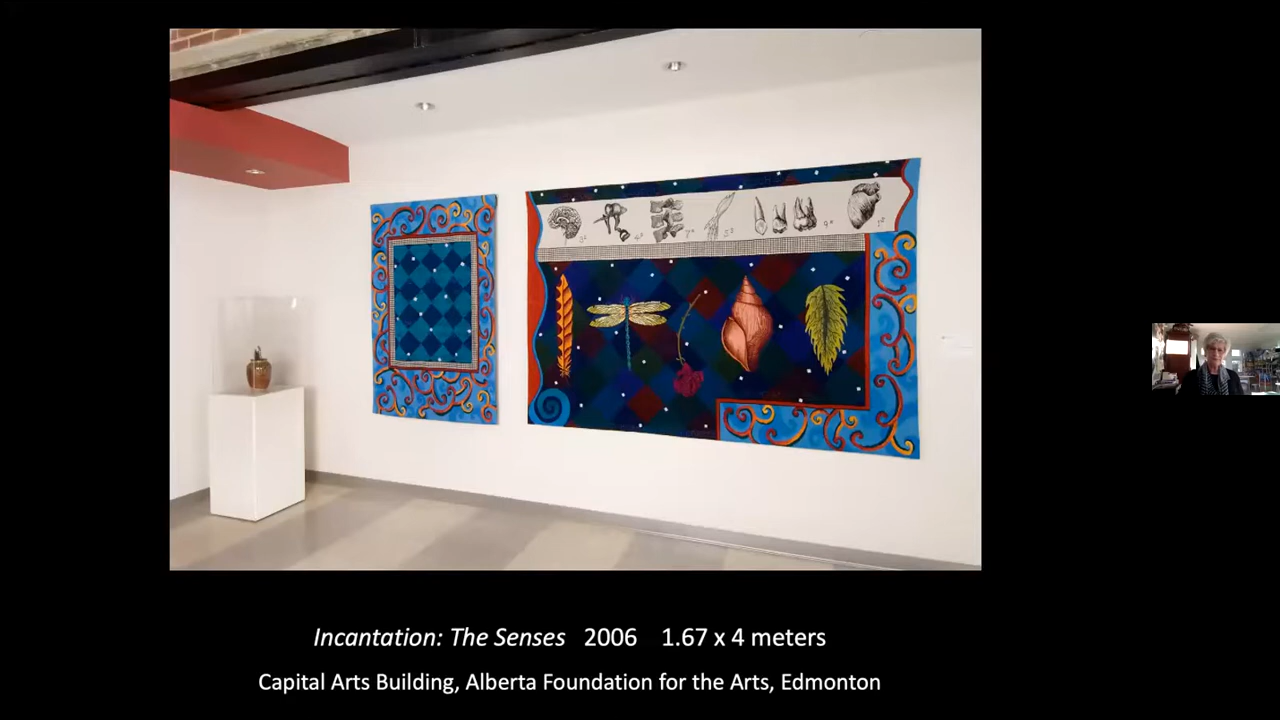 Incantation: The Senses 2006 1.67 x 4 meters
Capital Arts Building, Alberta Foundation for the Arts, Edmonton